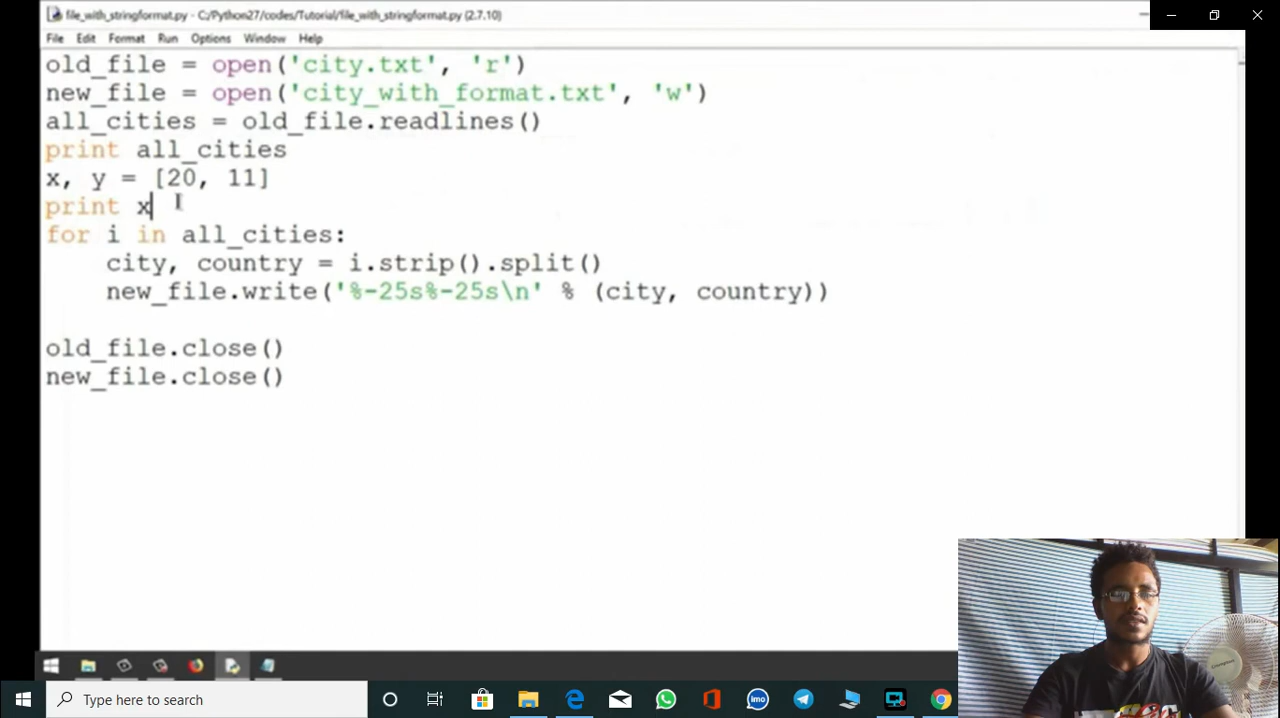 file_with_stringformat.py - C:/Python27/codes/Tutorial/file_with_stringformat.py (2.7.10)
File Edit Format Run Options Window Help
old_file = open('city.txt', 'r')
new_file = open('city_with_format.txt', 'w')
all_cities = old_file.readlines()
print all_cities
x, y = [20, 11]
print x
for i in all_cities:
    city, country = i.strip().split()
    new_file.write('%-25s%-25s\n' % (city, country))
old_file.close()
new_file.close()
Type here to search
imo